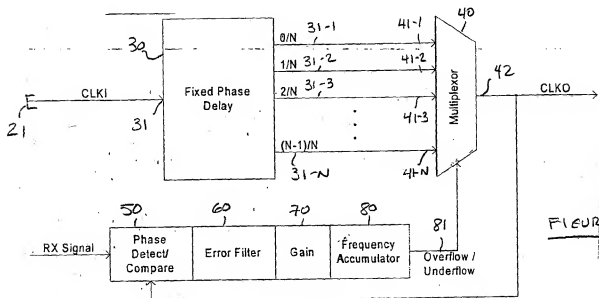 40
30
0/N 31-1 41-1
1/N 31-2 41-2
42
Fixed Phase
Delay
2/N 31-3
CLKI
CLKO
21
31
41-3
Multiplexor
(N-1)/N
31-N
41-N
50 60 70 80
81
RX Signal
Phase
Detect/
Compare
Error Filter
Gain
Frequency
Accumulator
Overflow /
Underflow
FIGUR